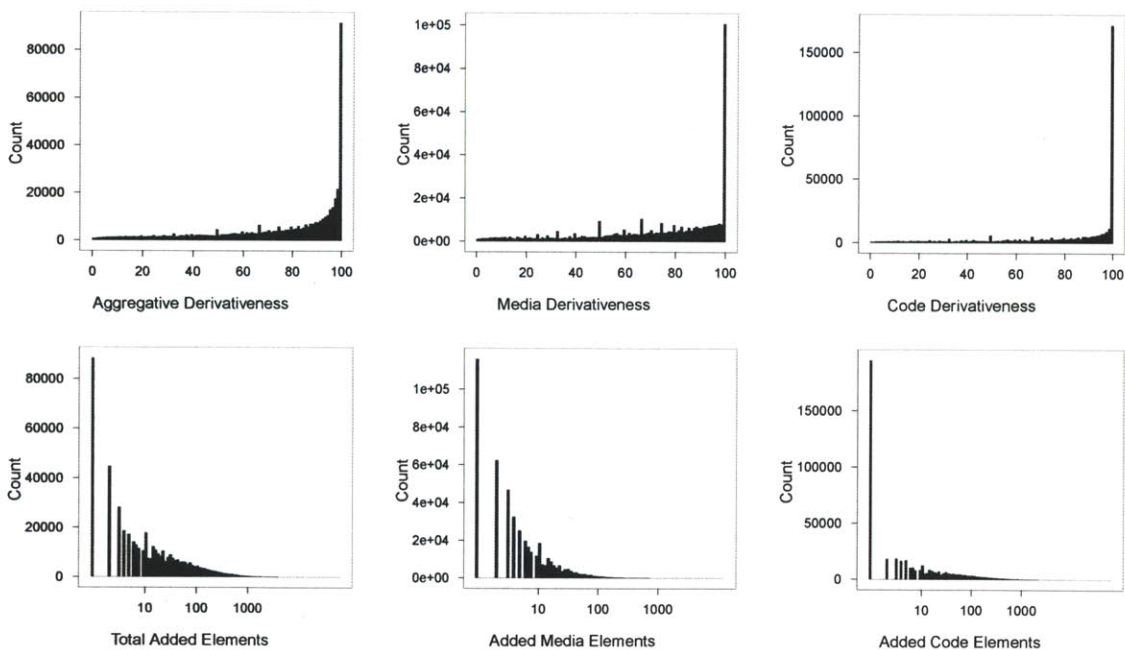 80000
60000
40000
20000
0
Count
0 20 40 60 80 100
Aggregative Derivativeness
1e+05
8e+04
6e+04
4e+04
2e+04
0e+00
Count
0 20 40 60 80 100
Media Derivativeness
150000
100000
50000
0
Count
0 20 40 60 80 100
Code Derivativeness
80000
60000
40000
20000
0
Count
10 100 1000
Total Added Elements
1e+05
8e+04
6e+04
4e+04
2e+04
0e+00
Count
10 100 1000
Added Media Elements
150000
100000
50000
0
Count
10 100 1000
Added Code Elements